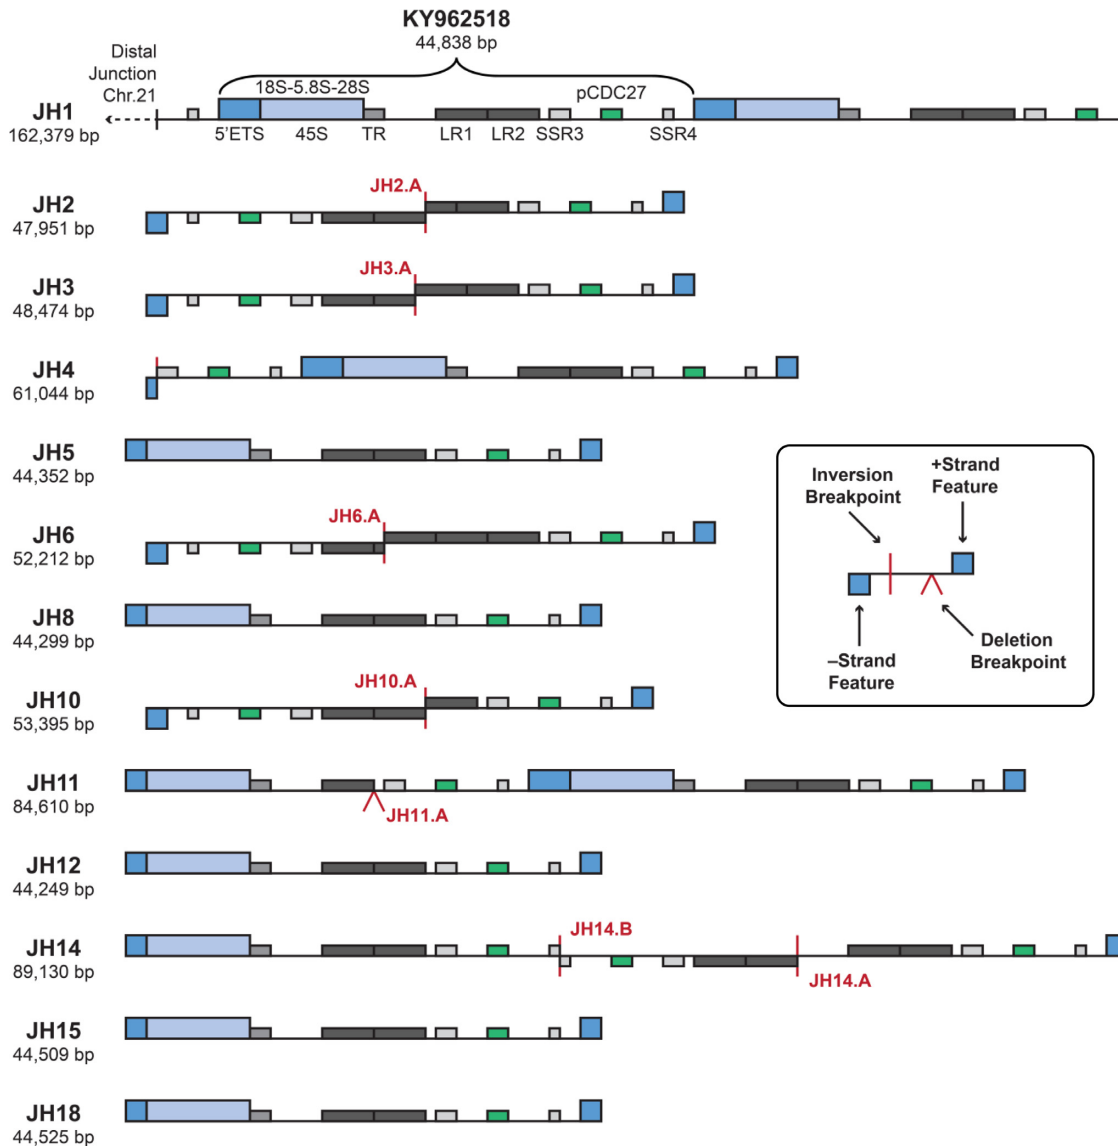 KY962518
44,838 bp
Distal
Junction
Chr.21
18S-5.8S-28S
pCDC27
JH1
162,379 bp
5'ETS
45S
TR
LR1
LR2
SSR3
SSR4
JH2.A
JH2
47,951 bp
JH3.A
JH3
48,474 bp
JH4
61,044 bp
JH5
44,352 bp
Inversion
Breakpoint
+Strand
Feature
–Strand
Feature
Deletion
Breakpoint
JH6.A
JH6
52,212 bp
JH8
44,299 bp
JH10.A
JH10
53,395 bp
JH11
84,610 bp
JH11.A
JH12
44,249 bp
JH14.B
JH14
89,130 bp
JH14.A
JH15
44,509 bp
JH18
44,525 bp